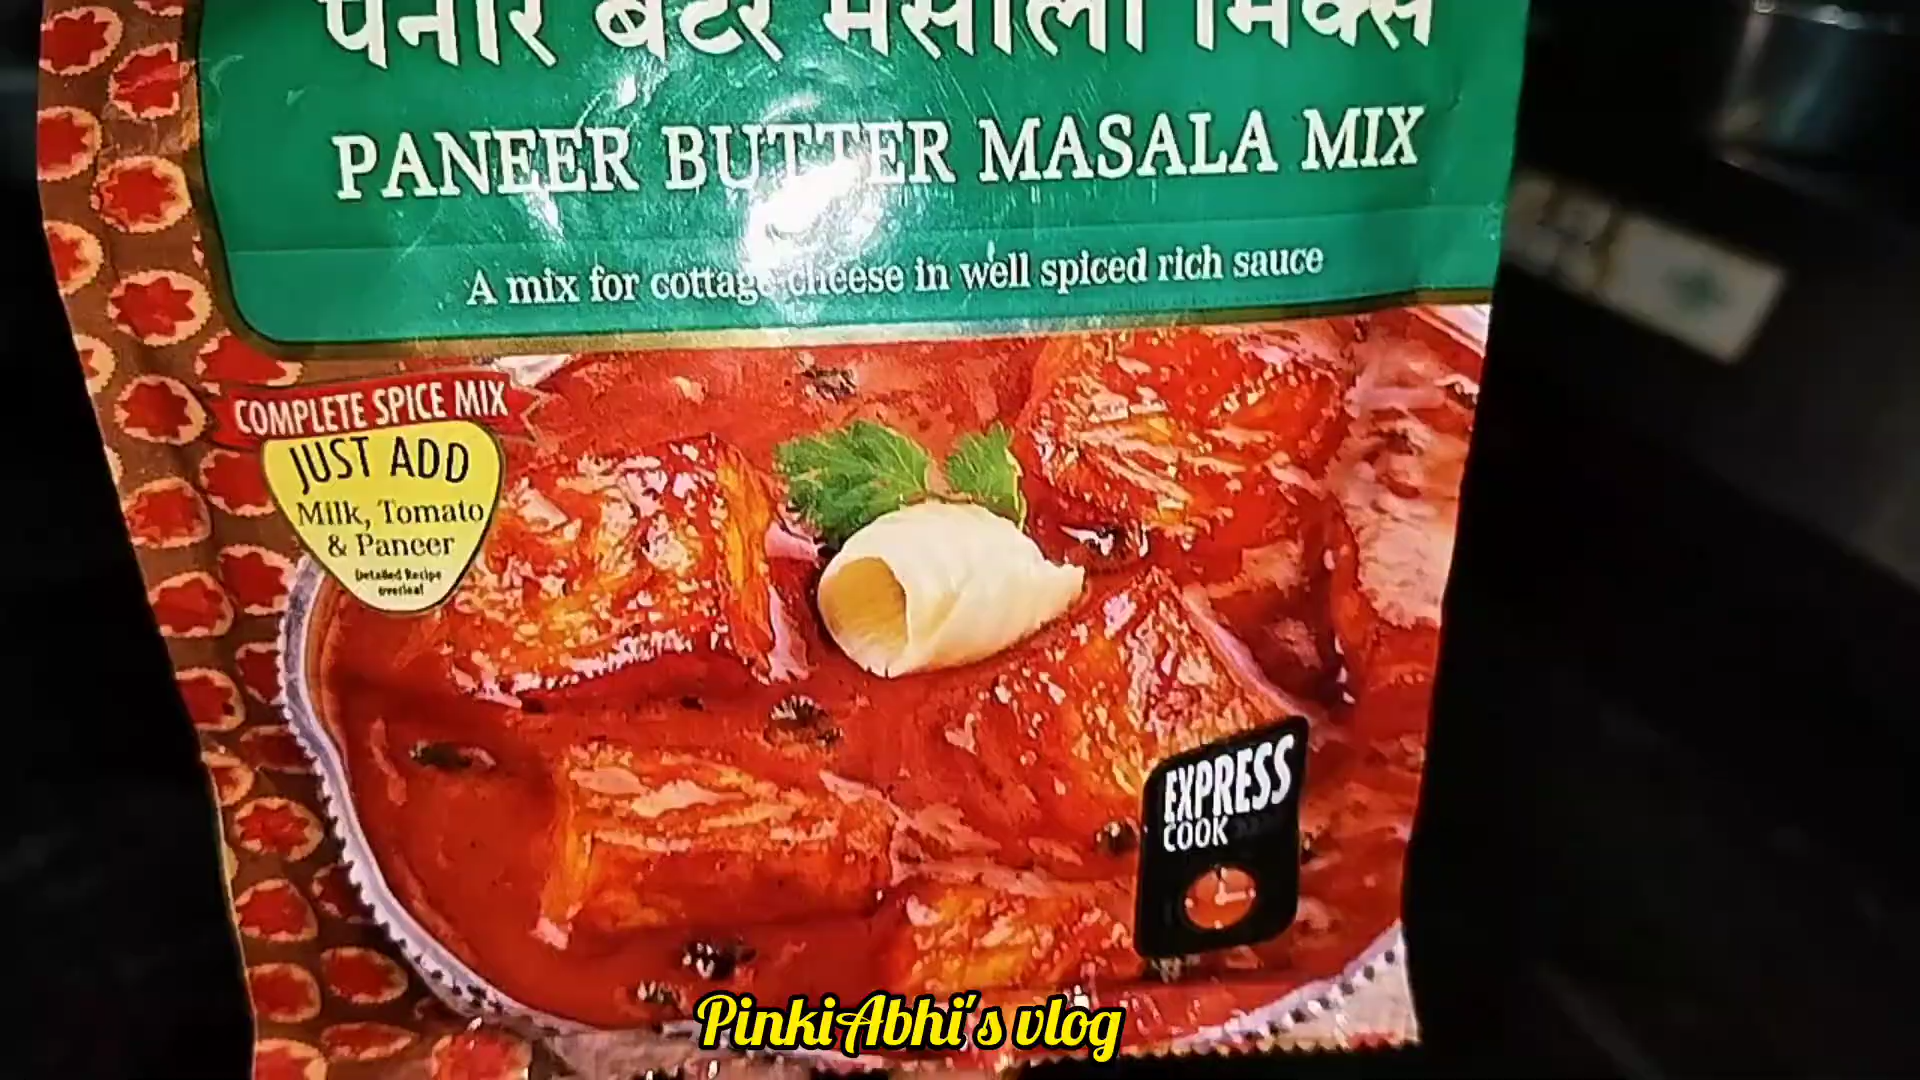 पनीर बटर मसाला मिक्स
PANEER BUTTER MASALA MIX
A mix for cottage cheese in well spiced rich sauce
COMPLETE SPICE MIX
JUST ADD
Milk, Tomato
& Paneer
Detailed Recipe
overleaf
EXPRESS
COOK
PinkiAbhi's vlog